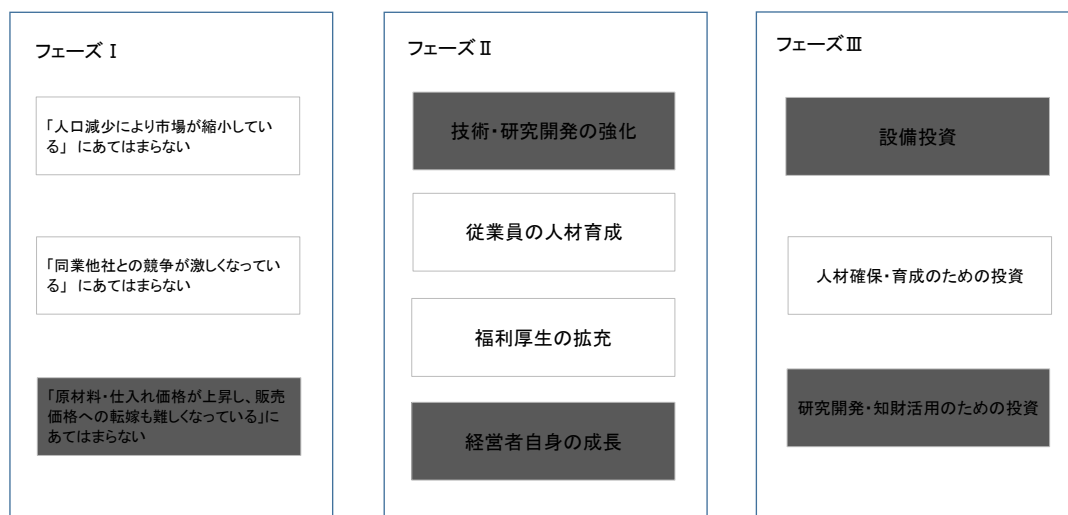 フェーズⅠ
「人口減少により市場が縮小してい
る」 にあてはまらない
「同業他社との競争が激しくなってい
る」 にあてはまらない
「原材料・仕入れ価格が上昇し、販売
価格への転嫁も難しくなっている」に
あてはまらない
フェーズⅡ
技術・研究開発の強化
従業員の人材育成
福利厚生の拡充
経営者自身の成長
フェーズⅢ
設備投資
人材確保・育成のための投資
研究開発・知財活用のための投資